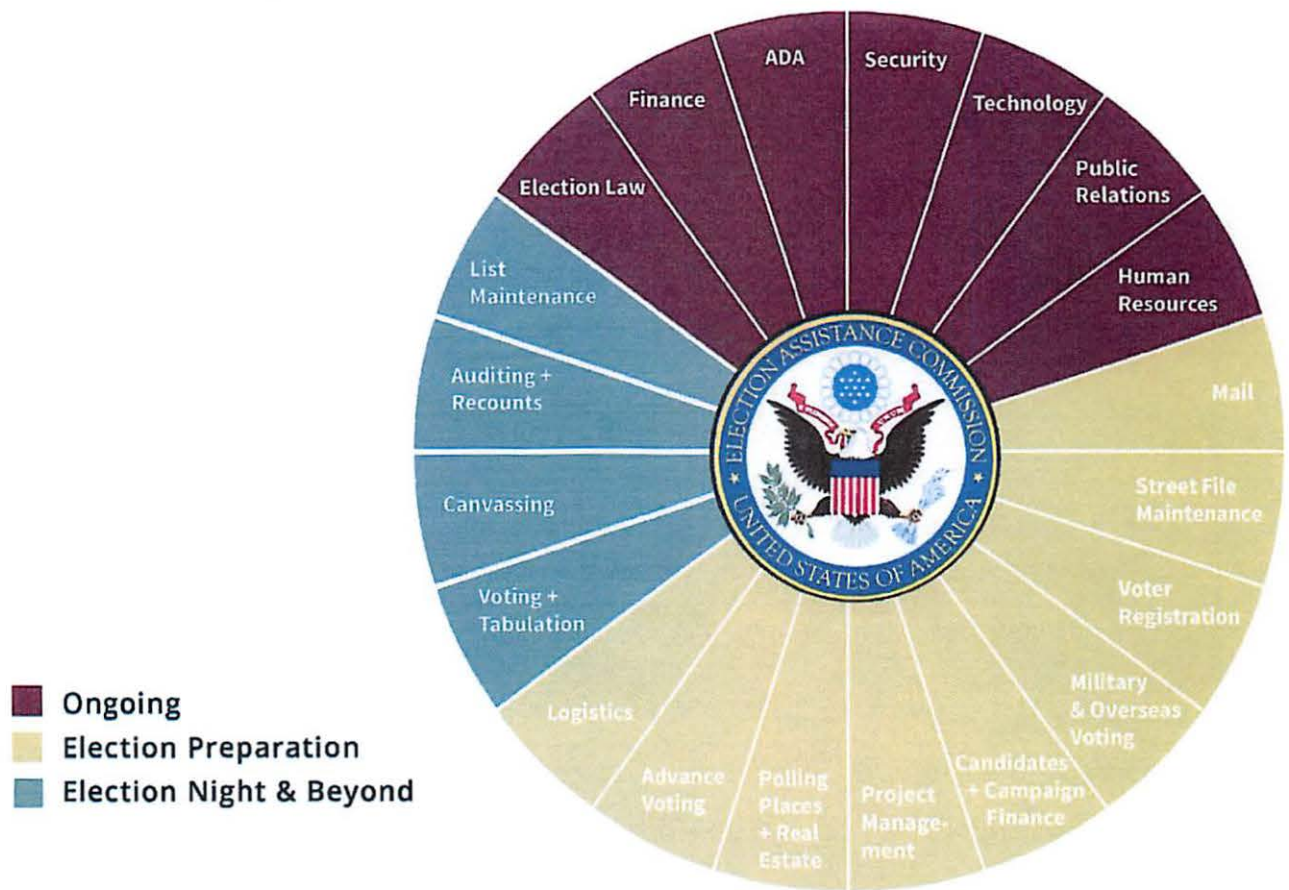 ADA
Security
Finance
Technology
Election Law
Public
Relations
Human
Resources
List
Maintenance
Auditing +
Recounts
Mail
Canvassing
Street File
Maintenance
Voting +
Tabulation
Voter
Registration
Military
& Overseas
Voting
Logistics
Advance
Voting
Polling
Places
+ Real
Estate
Project
Manage-
ment
Candidates
+ Campaign
Finance
ELECTION ASSISTANCE COMMISSION
UNITED STATES OF AMERICA
Ongoing
Election Preparation
Election Night & Beyond